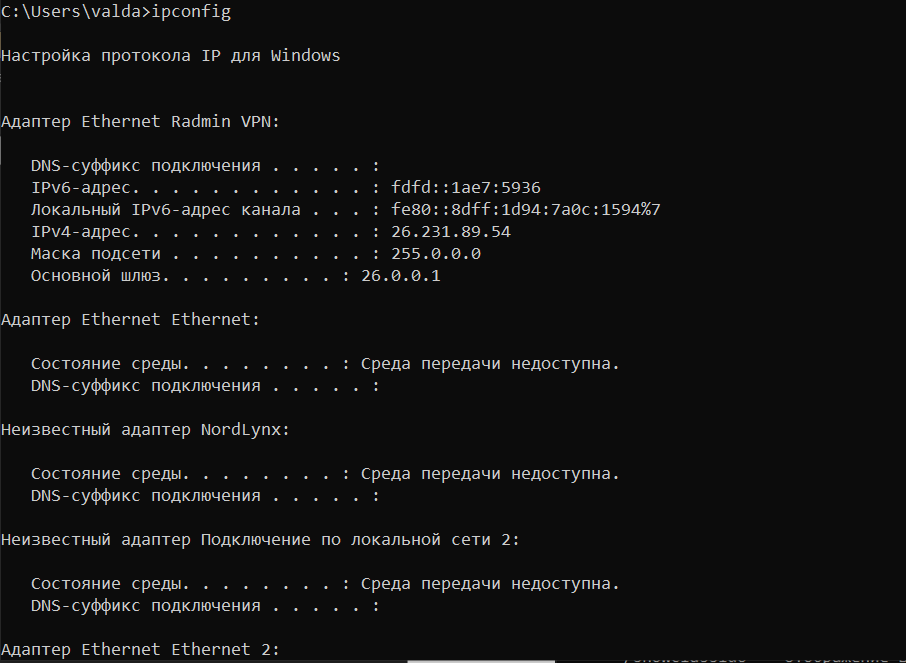 C:\Users\valda>ipconfig
Настройка протокола IP для Windows
Адаптер Ethernet Radmin VPN:
DNS-суффикс подключения . . . . . :
IPv6-адрес. . . . . . . . . . . . : fdfd::1ae7:5936
Локальный IPv6-адрес канала . . . : fe80::8dff:1d94:7a0c:1594%7
IPv4-адрес. . . . . . . . . . . . : 26.231.89.54
Маска подсети . . . . . . . . . . : 255.0.0.0
Основной шлюз. . . . . . . . . : 26.0.0.1
Адаптер Ethernet Ethernet:
Состояние среды. . . . . . . . : Среда передачи недоступна.
DNS-суффикс подключения . . . . . :
Неизвестный адаптер NordLynx:
Состояние среды. . . . . . . . : Среда передачи недоступна.
DNS-суффикс подключения . . . . . :
Неизвестный адаптер Подключение по локальной сети 2:
Состояние среды. . . . . . . . : Среда передачи недоступна.
DNS-суффикс подключения . . . . . :
Адаптер Ethernet Ethernet 2: